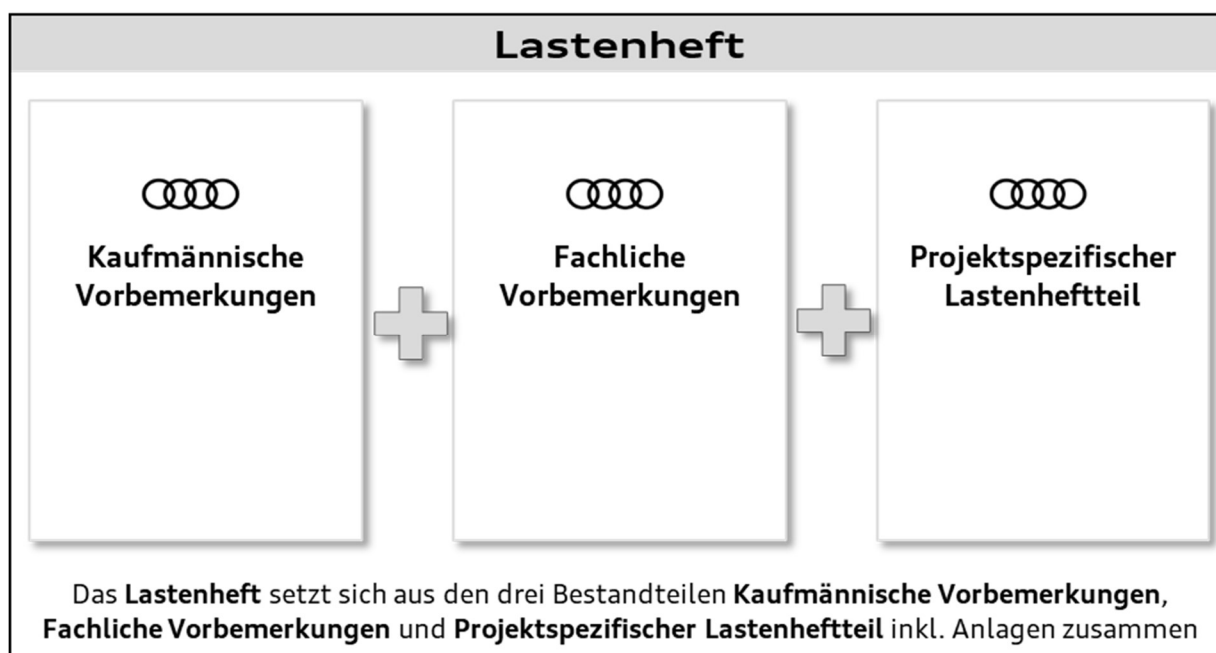 Lastenheft
Kaufmännische
Vorbemerkungen
Fachliche
Vorbemerkungen
Projektspezifischer
Lastenheftteil
Das Lastenheft setzt sich aus den drei Bestandteilen Kaufmännische Vorbemerkungen,
Fachliche Vorbemerkungen und Projektspezifischer Lastenheftteil inkl. Anlagen zusammen